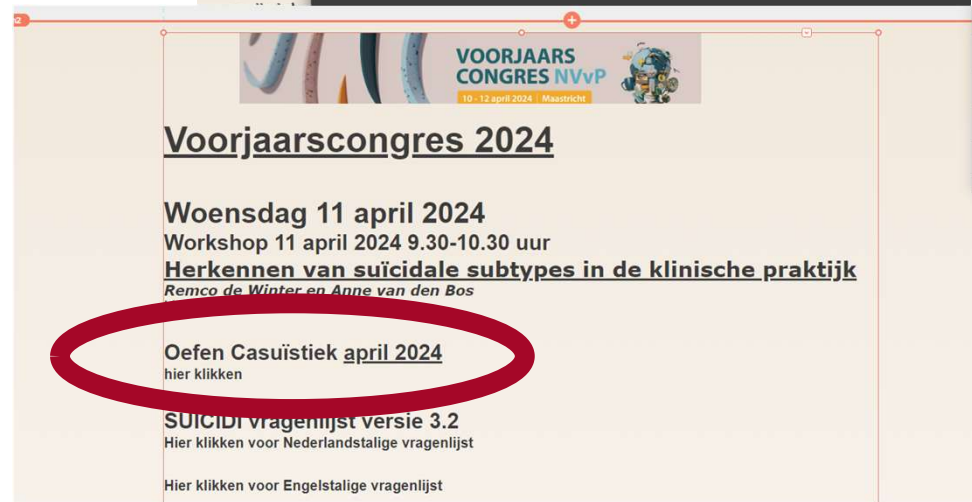 m2
VOORJAARS
CONGRES NVvP
10 - 12 april 2024 | Maastricht
Voorjaarscongres 2024
Woensdag 11 april 2024
Workshop 11 april 2024 9.30-10.30 uur
Herkennen van suïcidale subtypes in de klinische praktijk
Remco de Winter en Anne van den Bos
Oefen Casuïstiek april 2024
hier klikken
SUICIDI vragenlijst versie 3.2
Hier klikken voor Nederlandstalige vragenlijst
Hier klikken voor Engelstalige vragenlijst